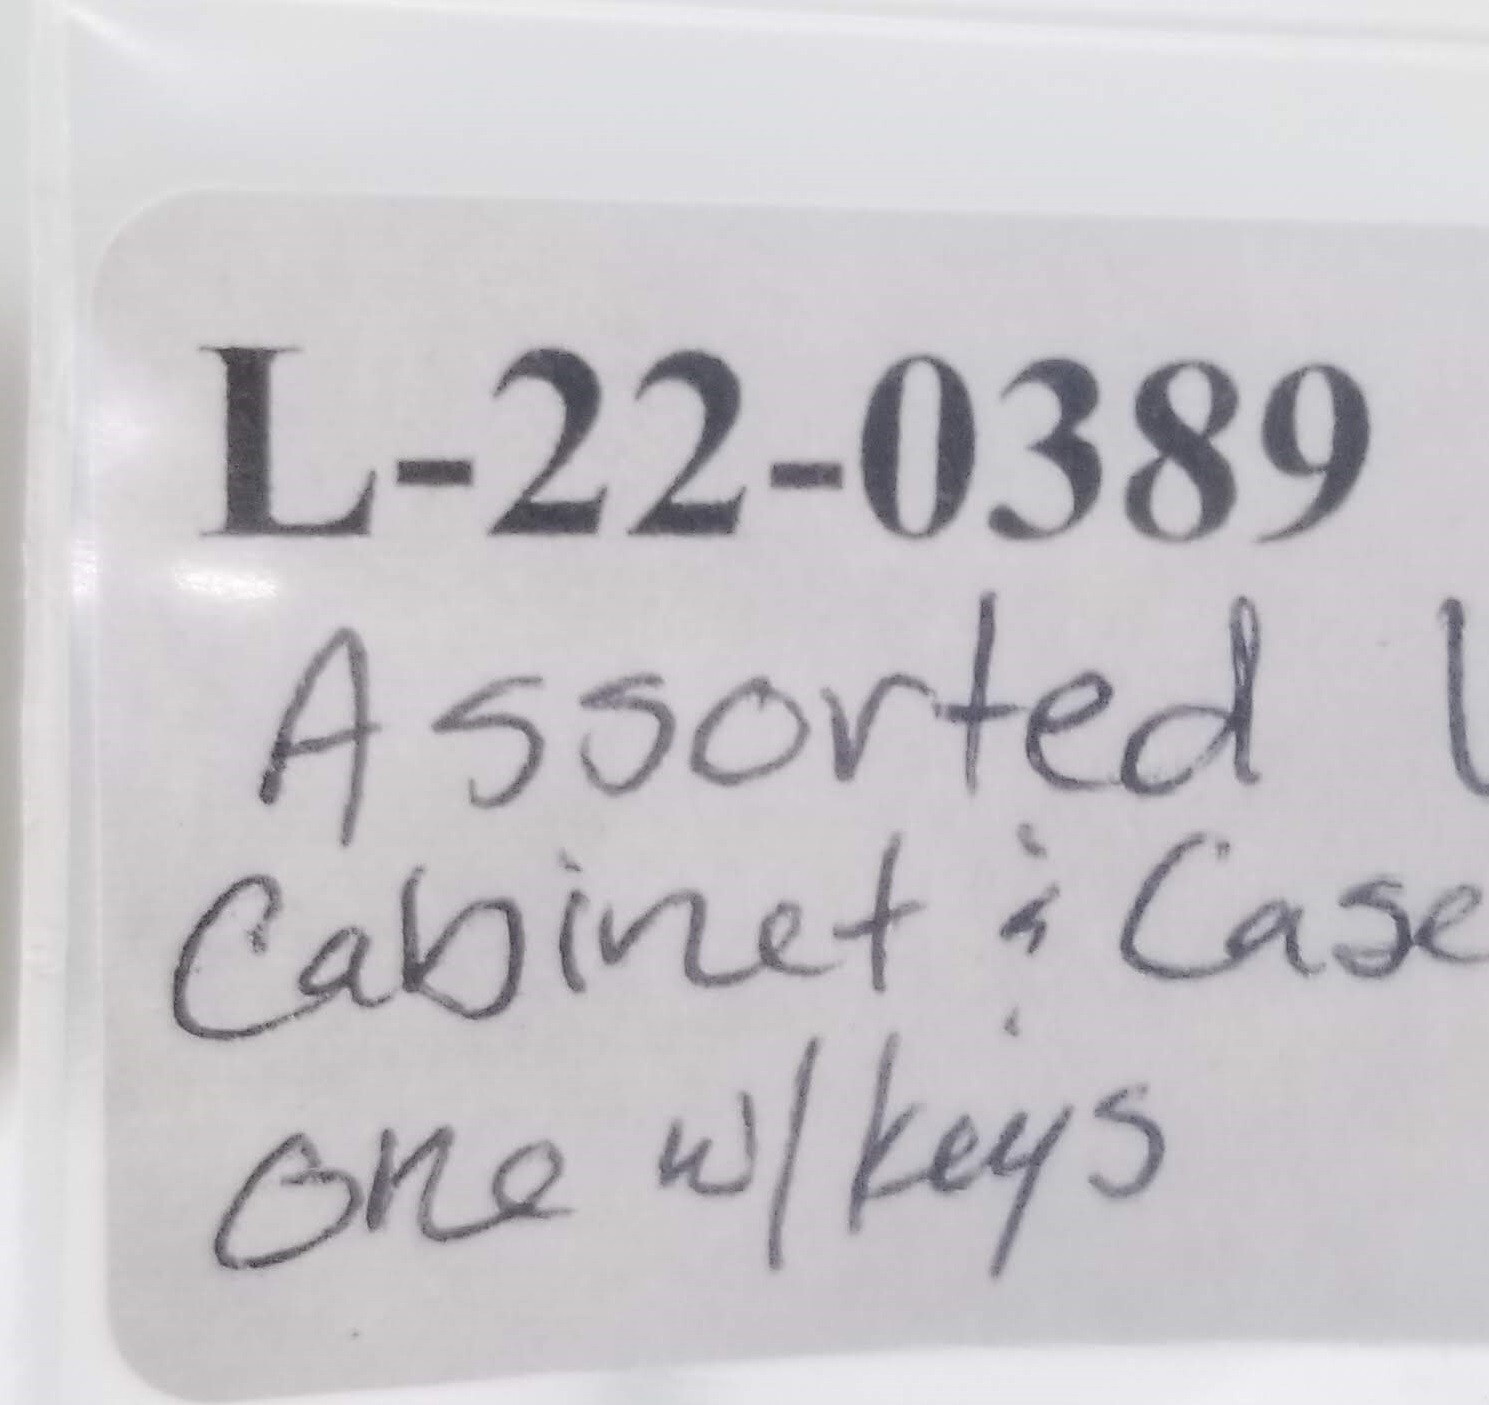 L-22-0389
Assorted
Cabinet & Case
one w/keys